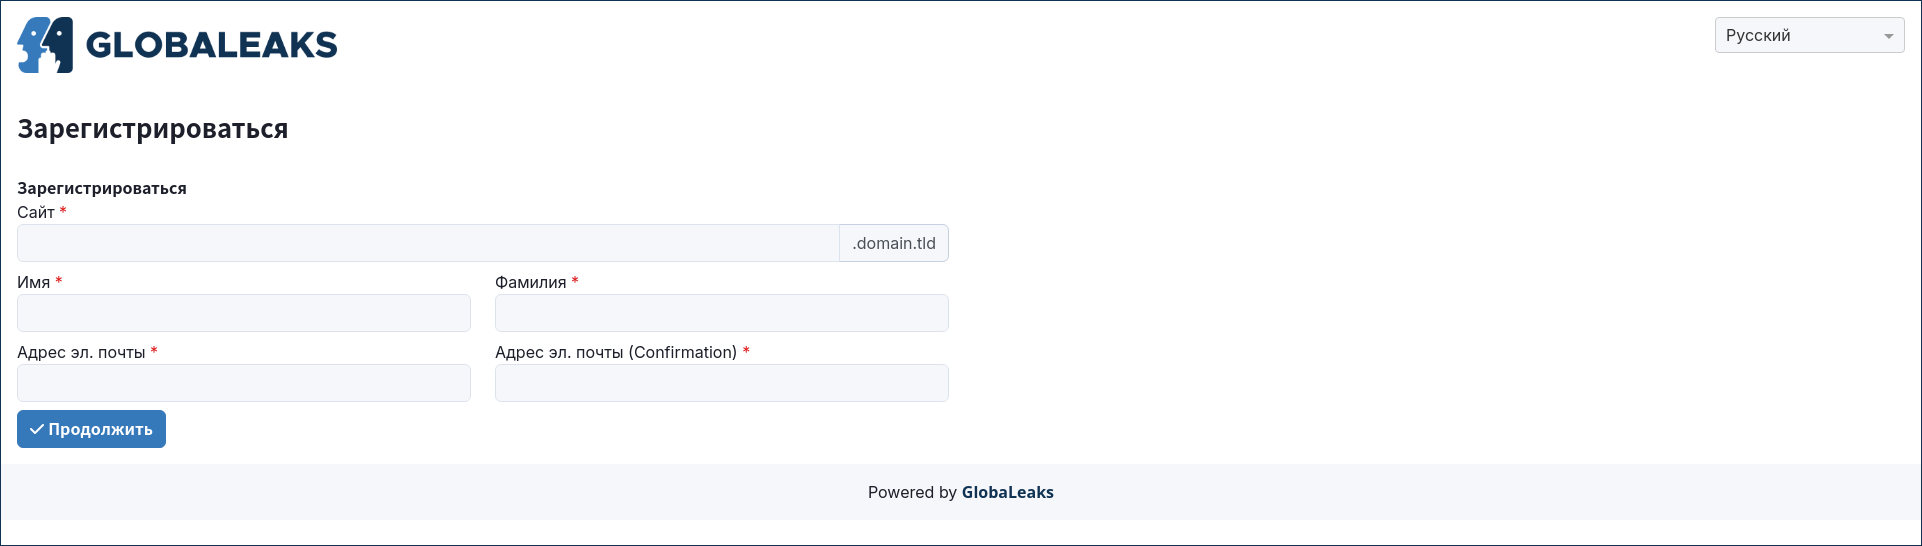 GLOBALEAKS
Русский
Зарегистрироваться
Зарегистрироваться
Сайт *
.domain.tld
Имя *
Фамилия *
Адрес эл. почты *
Адрес эл. почты (Confirmation) *
Продолжить
Powered by GlobaLeaks